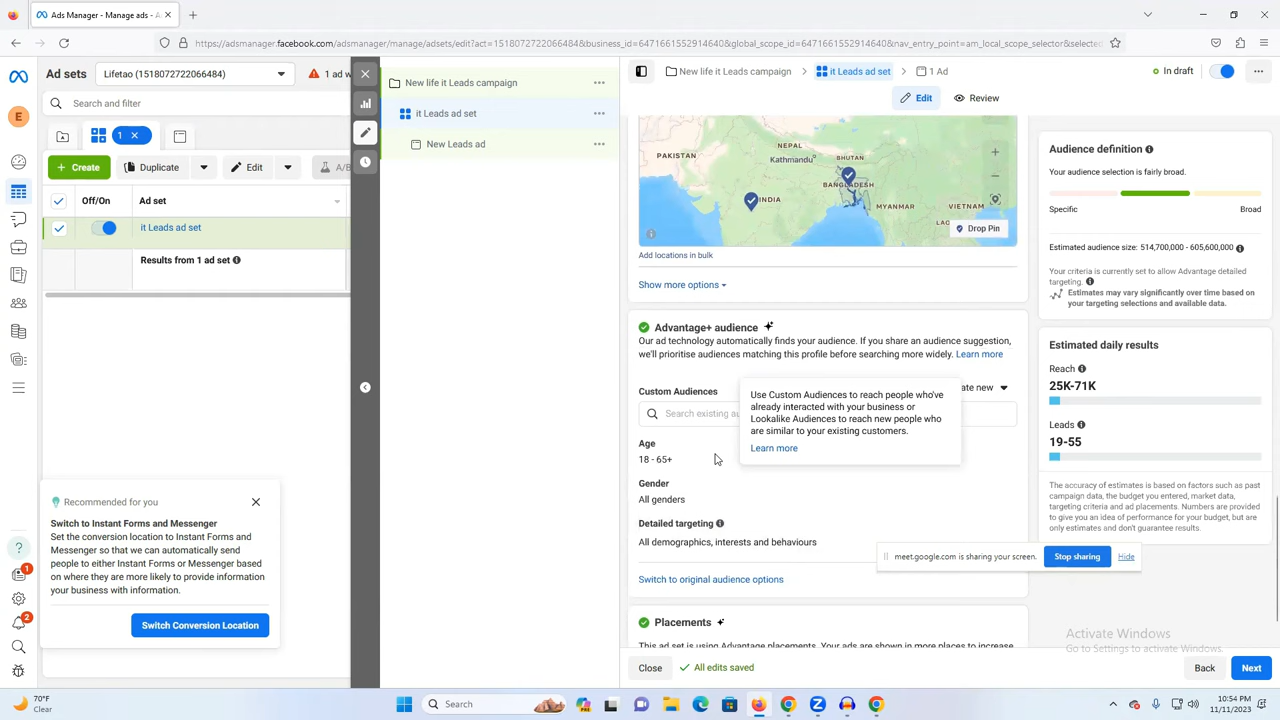 Ads Manager - Manage ads - A
https://adsmanager.facebook.com/adsmanager/manage/adsets/edit?act=1518072722066484&business_id=6471661552914640&global_scope_id=6471661552914640&nav_entry_point=am_local_scope_selector&selectec
Ad sets
Lifetao (1518072722066484)
1 ad w
Search and filter
E
1
Create
Duplicate
Edit
A/B
Off/On
Ad set
it Leads ad set
Results from 1 ad set
Recommended for you
Switch to Instant Forms and Messenger
Set the conversion location to Instant Forms and
Messenger so that we can automatically send
people to either Instant Forms or Messenger based
on where they are more likely to provide information
your business with information.
Switch Conversion Location
1
2
New life it Leads campaign
it Leads ad set
New Leads ad
New life it Leads campaign
it Leads ad set
1 Ad
In draft
Edit
Review
PAKISTAN
NEPAL
Kathmandu
BHUTAN
BANGLADESH
INDIA
MYANMAR
VIETNAM
LAO
Drop Pin
Add locations in bulk
Show more options
Advantage+ audience
Our ad technology automatically finds your audience. If you share an audience suggestion,
we'll prioritise audiences matching this profile before searching more widely. Learn more
Custom Audiences
ate new
Search existing au
Use Custom Audiences to reach people who've
already interacted with your business or
Lookalike Audiences to reach new people who
are similar to your existing customers.
Learn more
Age
18 - 65+
Gender
All genders
Detailed targeting
All demographics, interests and behaviours
Switch to original audience options
Placements
This ad set is using Advantage placements. Your ads are shown in more places to increase
Close
All edits saved
Back
Next
Audience definition
Your audience selection is fairly broad.
Specific
Broad
Estimated audience size: 514,700,000 - 605,600,000
Your criteria is currently set to allow Advantage detailed
targeting.
Estimates may vary significantly over time based on
your targeting selections and available data.
Estimated daily results
Reach
25K-71K
Leads
19-55
The accuracy of estimates is based on factors such as past
campaign data, the budget you entered, market data,
targeting criteria and ad placements. Numbers are provided
to give you an idea of performance for your budget, but are
only estimates and don't guarantee results.
meet.google.com is sharing your screen.
Stop sharing
Hide
Activate Windows
Go to Settings to activate Windows.
70°F
Clear
Search
10:54 PM
11/11/2023